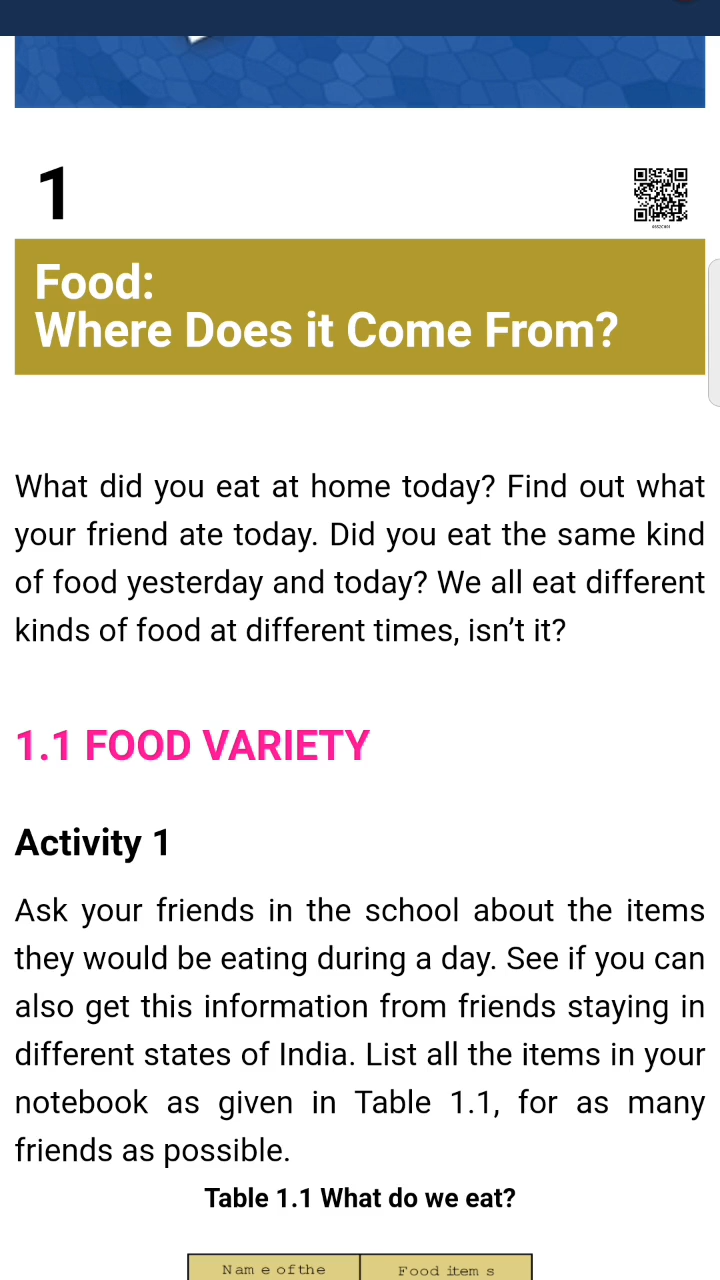 1
Food:
Where Does it Come From?
What did you eat at home today? Find out what
your friend ate today. Did you eat the same kind
of food yesterday and today? We all eat different
kinds of food at different times, isn’t it?
1.1 FOOD VARIETY
Activity 1
Ask your friends in the school about the items
they would be eating during a day. See if you can
also get this information from friends staying in
different states of India. List all the items in your
notebook as given in Table 1.1, for as many
friends as possible.
Table 1.1 What do we eat?
Name of the Food items